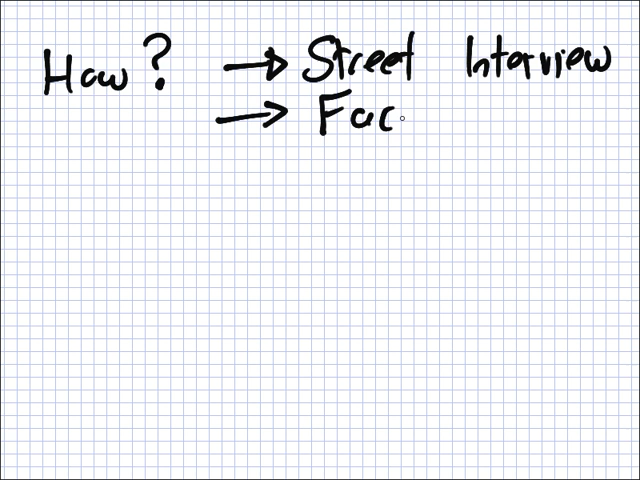 How? → Street Interview
→ Fac